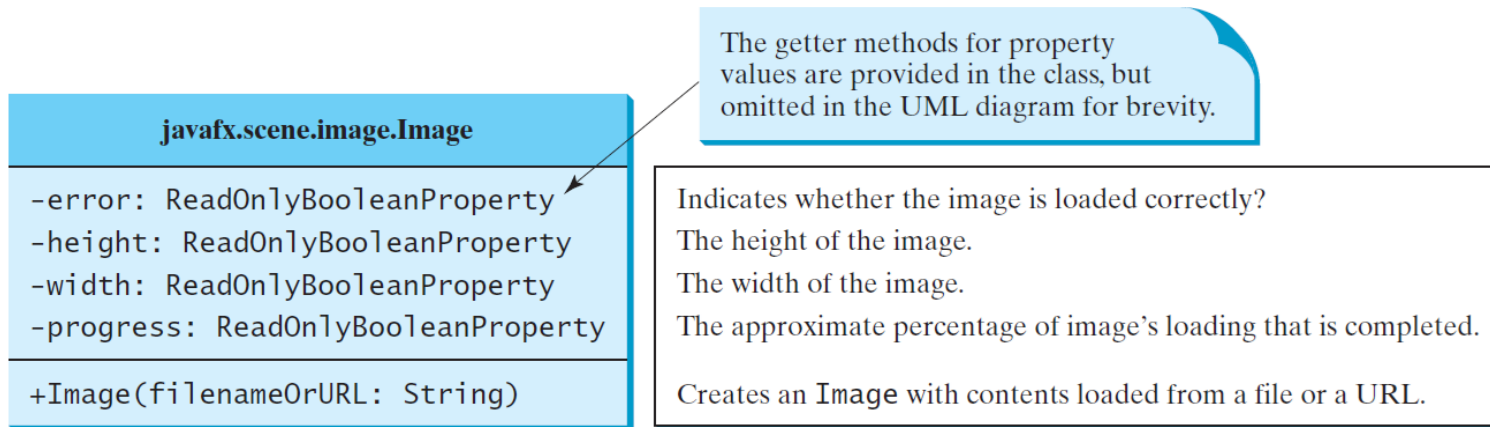 The getter methods for property
values are provided in the class, but
omitted in the UML diagram for brevity.
javafx.scene.image.Image
-error: ReadOnlyBooleanProperty
-height: ReadOnlyBooleanProperty
-width: ReadOnlyBooleanProperty
-progress: ReadOnlyBooleanProperty
+Image(filenameOrURL: String)
Indicates whether the image is loaded correctly?
The height of the image.
The width of the image.
The approximate percentage of image's loading that is completed.
Creates an Image with contents loaded from a file or a URL.